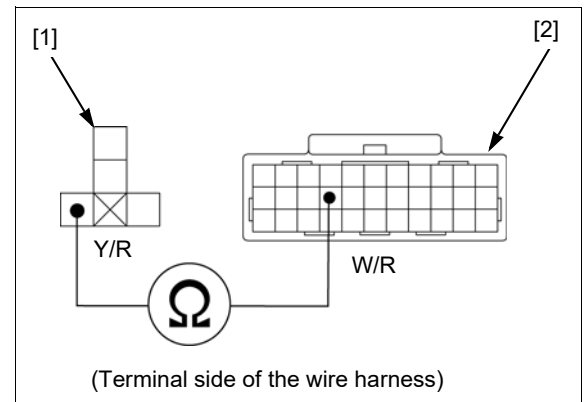 [1]
[2]
Y/R
W/R
Ω
(Terminal side of the wire harness)